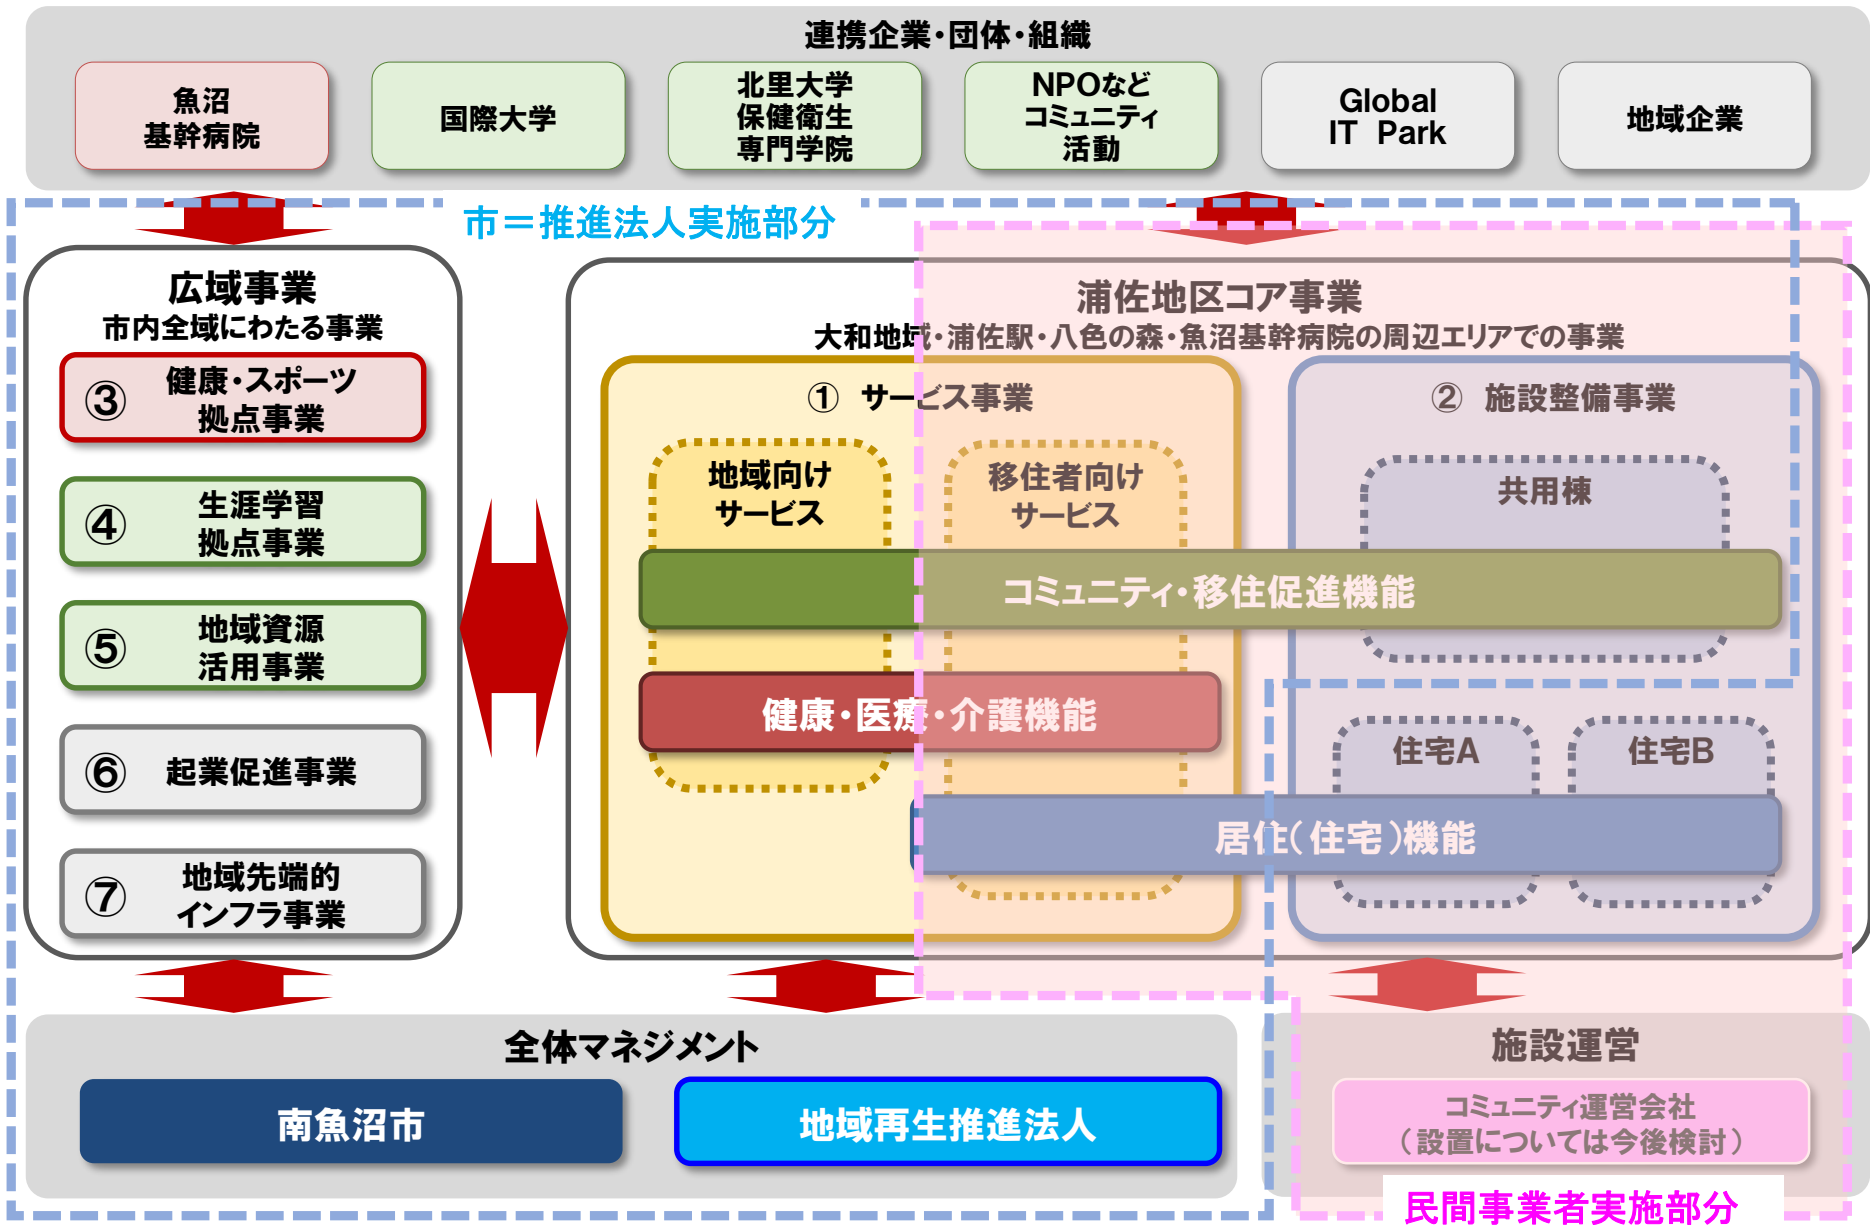 連携企業・団体・組織
魚沼
基幹病院
国際大学
北里大学
保健衛生
専門学院
NPOなど
コミュニティ
活動
Global
IT Park
地域企業
市＝推進法人実施部分
広域事業
市内全域にわたる事業
③ 健康・スポーツ
拠点事業
④ 生涯学習
拠点事業
⑤ 地域資源
活用事業
⑥ 起業促進事業
⑦ 地域先端的
インフラ事業
浦佐地区コア事業
大和地域・浦佐駅・八色の森・魚沼基幹病院の周辺エリアでの事業
① サービス事業
地域向け
サービス
移住者向け
サービス
② 施設整備事業
共用棟
コミュニティ・移住促進機能
健康・医療・介護機能
住宅A
住宅B
居住（住宅）機能
全体マネジメント
南魚沼市
地域再生推進法人
施設運営
コミュニティ運営会社
（設置については今後検討）
民間事業者実施部分